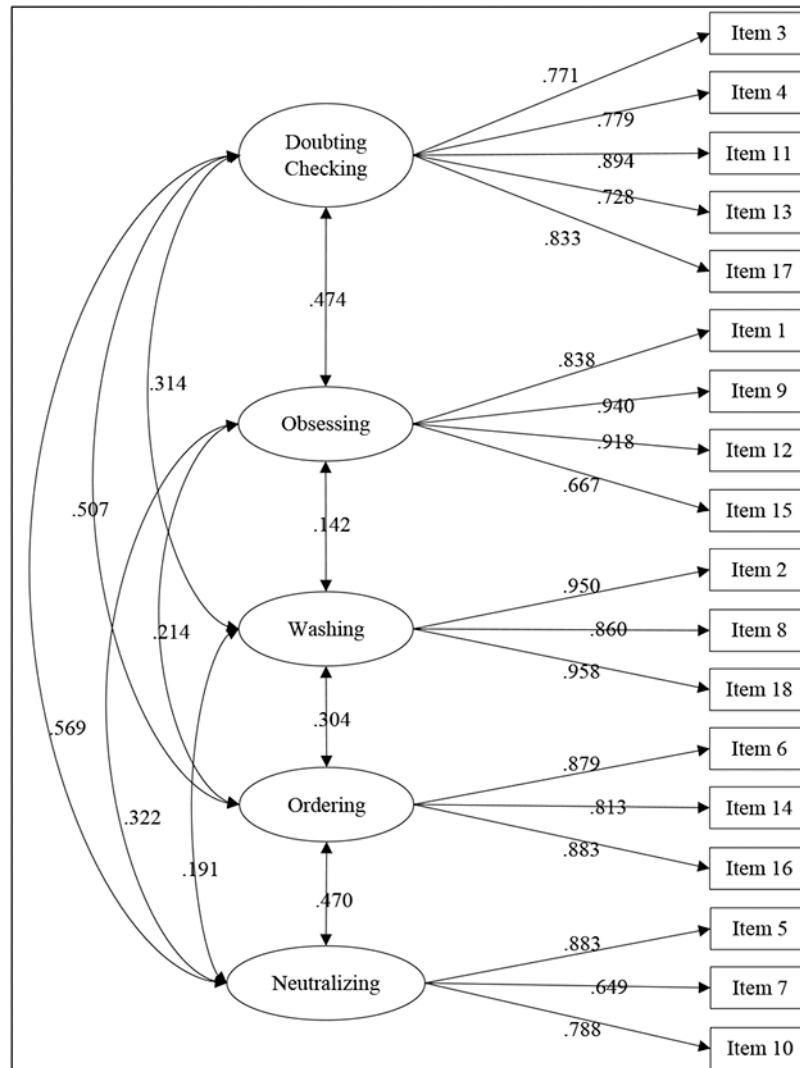 Item 3
.771
Item 4
.779
Doubting
Checking
Item 11
.894
Item 13
.728
.833
Item 17
.474
Item 1
.838
.314
Item 9
.940
Obsessing
.918
Item 12
.667
Item 15
.507
.142
Item 2
.950
Washing
.860
Item 8
.214
.958
Item 18
.304
.569
Item 6
.879
Ordering
.813
Item 14
.322
.883
Item 16
.191
.470
Item 5
.883
Neutralizing
.649
Item 7
.788
Item 10